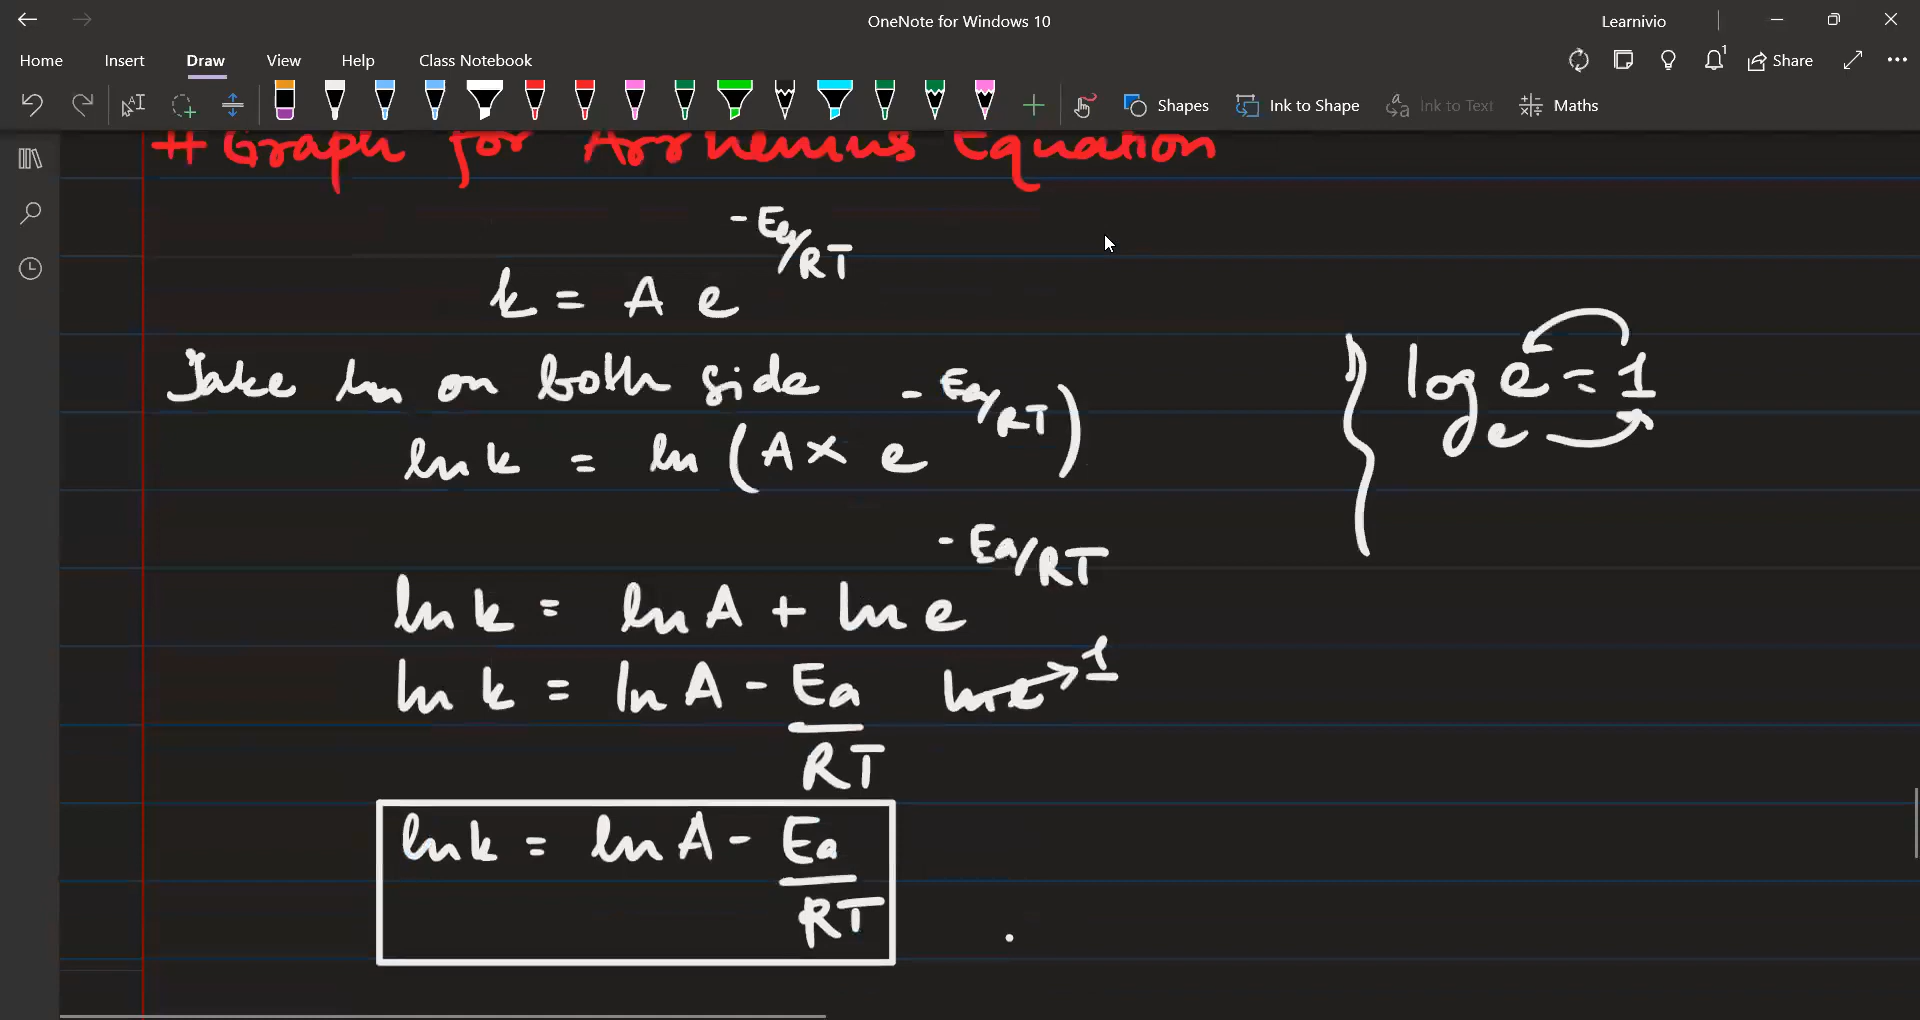 OneNote for Windows 10
Learnivio
Home Insert Draw View Help Class Notebook
1
Share
Ink to Shape
Shapes Ink to Text Maths
# Graph for Arrhenius Equation
k = A e^(-Ea/RT)
Take ln on both side
ln k = ln (A × e^(-Ea/RT))
log_e e = 1
ln k = ln A + ln e^(-Ea/RT)
ln k = ln A - Ea/RT ln e → 1
ln k = ln A - Ea/RT